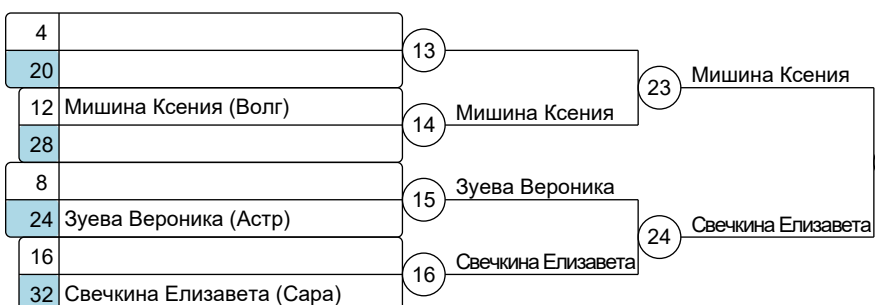 4
13
20
12 Мишина Ксения (Волг)
14 Мишина Ксения
28
23 Мишина Ксения
8
15 Зуева Вероника
24 Зуева Вероника (Астр)
16
16 Свечкина Елизавета
32 Свечкина Елизавета (Сара)
24 Свечкина Елизавета